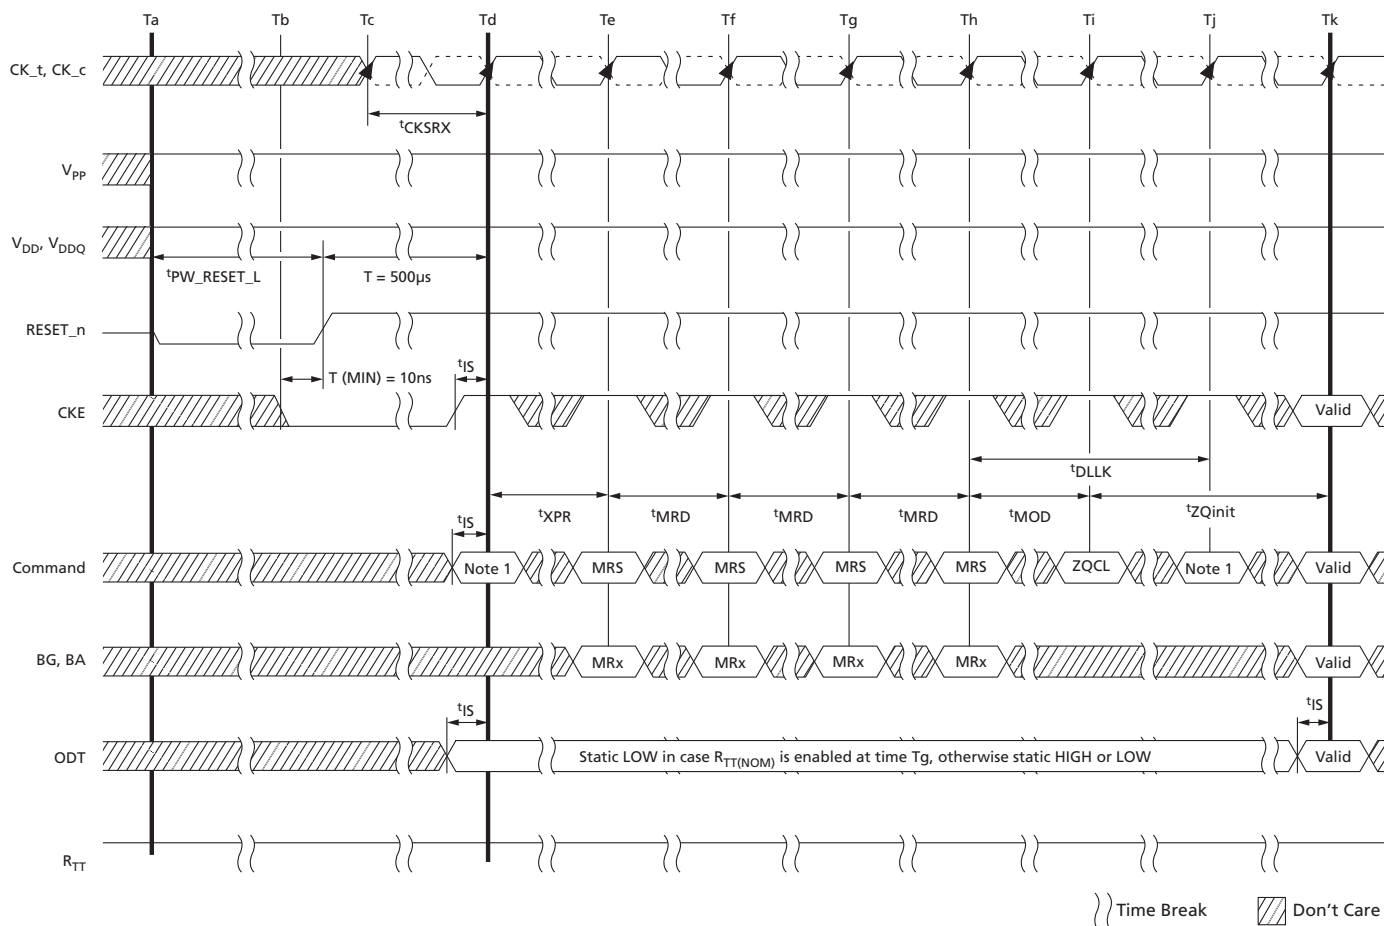 Ta Tb Tc Td Te Tf Tg Th Ti Tj Tk
CK_t, CK_c
tCKSRX
VPP
VDD, VDDQ
tPW_RESET_L T = 500µs
RESET_n
T (MIN) = 10ns tIS
CKE Valid
tDLLK
tXPR tMRD tMRD tMRD tMOD tZQinit
tIS
Command Note 1 MRS MRS MRS MRS ZQCL Note 1 Valid
BG, BA MRx MRx MRx MRx Valid
tIS tIS
ODT Static LOW in case RTT(NOM) is enabled at time Tg, otherwise static HIGH or LOW Valid
RTT
Time Break Don't Care